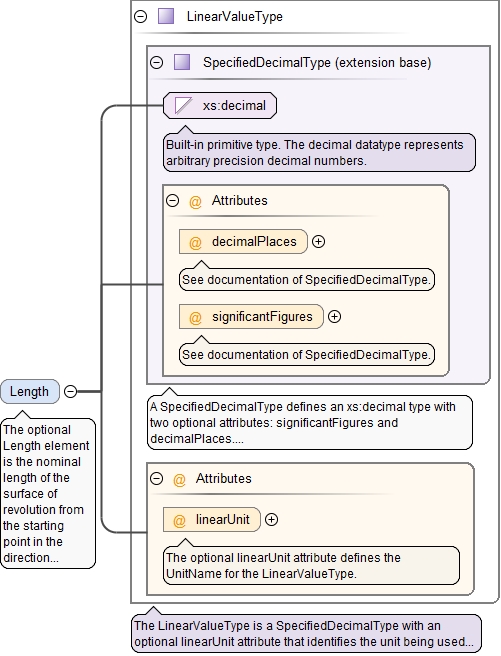 LinearValueType
SpecifiedDecimalType (extension base)
xs:decimal
Built-in primitive type. The decimal datatype represents
arbitrary precision decimal numbers.
@ Attributes
@ decimalPlaces
See documentation of SpecifiedDecimalType.
@ significantFigures
See documentation of SpecifiedDecimalType.
Length
The optional
Length element
is the nominal
length of the
surface of
revolution from
the starting
point in the
direction...
A SpecifiedDecimalType defines an xs:decimal type with
two optional attributes: significantFigures and
decimalPlaces....
@ Attributes
@ linearUnit
The optional linearUnit attribute defines the
UnitName for the LinearValueType.
The LinearValueType is a SpecifiedDecimalType with an
optional linearUnit attribute that identifies the unit being used...